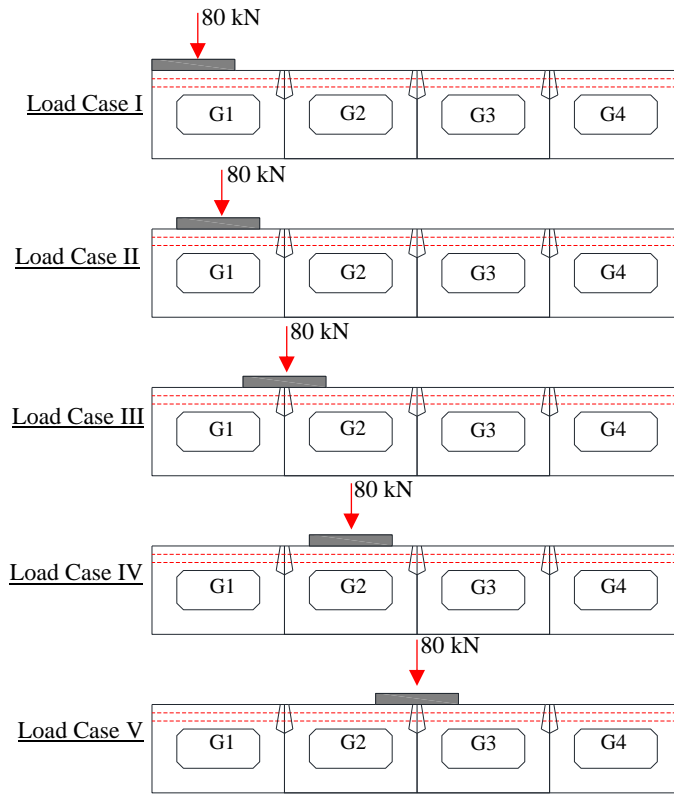 80 kN
Load Case I
G1 G2 G3 G4
80 kN
Load Case II
G1 G2 G3 G4
80 kN
Load Case III
G1 G2 G3 G4
80 kN
Load Case IV
G1 G2 G3 G4
80 kN
Load Case V
G1 G2 G3 G4